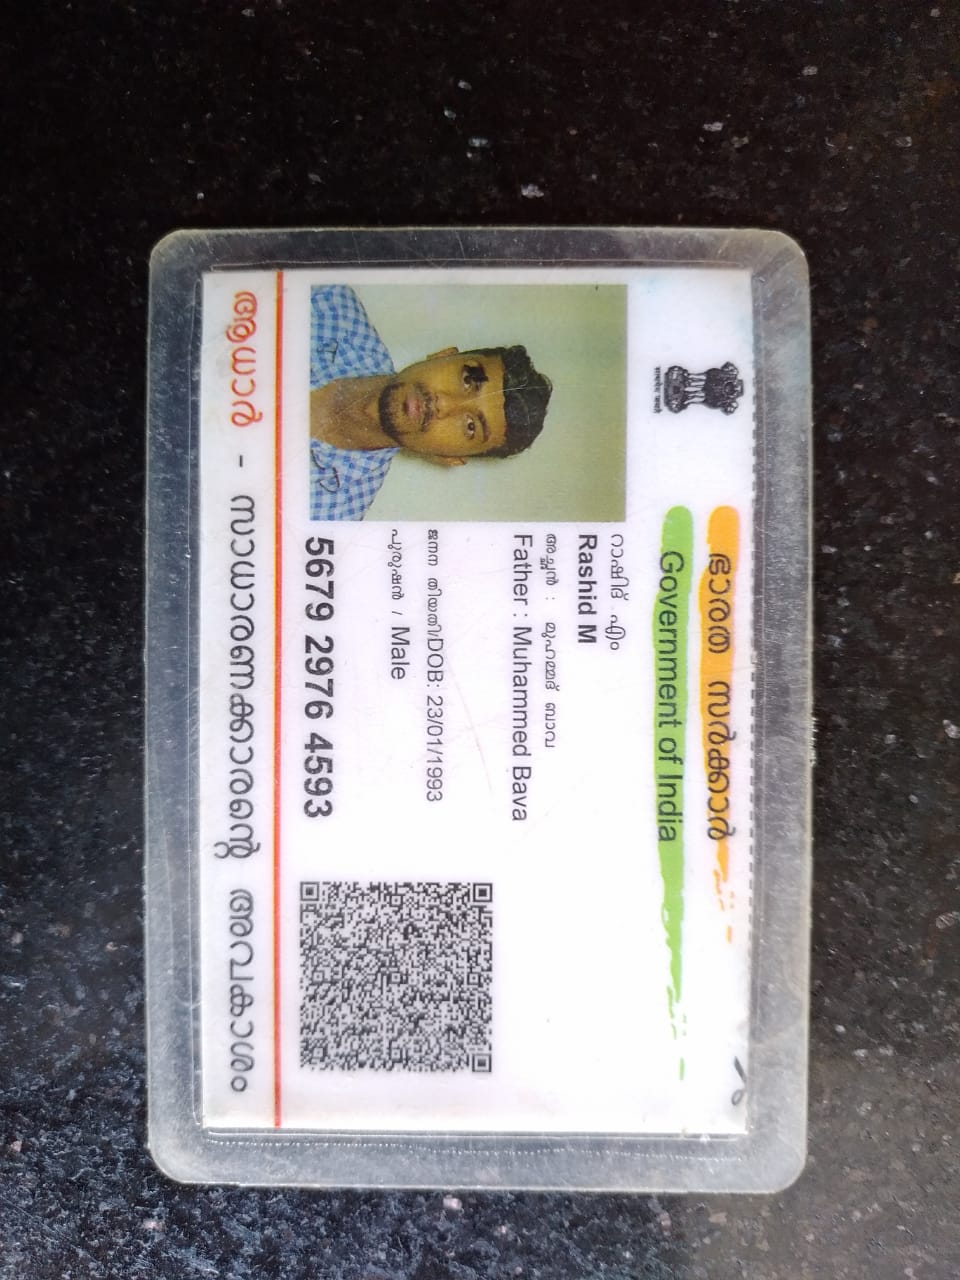 ഭാരത സർക്കാർ
Government of India
റാഷിദ് എം
Rashid M
അച്ഛൻ : മുഹമ്മദ് ബാവ
Father : Muhammed Bava
ജനന തിയതി/DOB: 23/01/1993
പുരുഷൻ / Male
5679 2976 4593
ആധാർ - സാധാരണക്കാരന്റെ അവകാശം